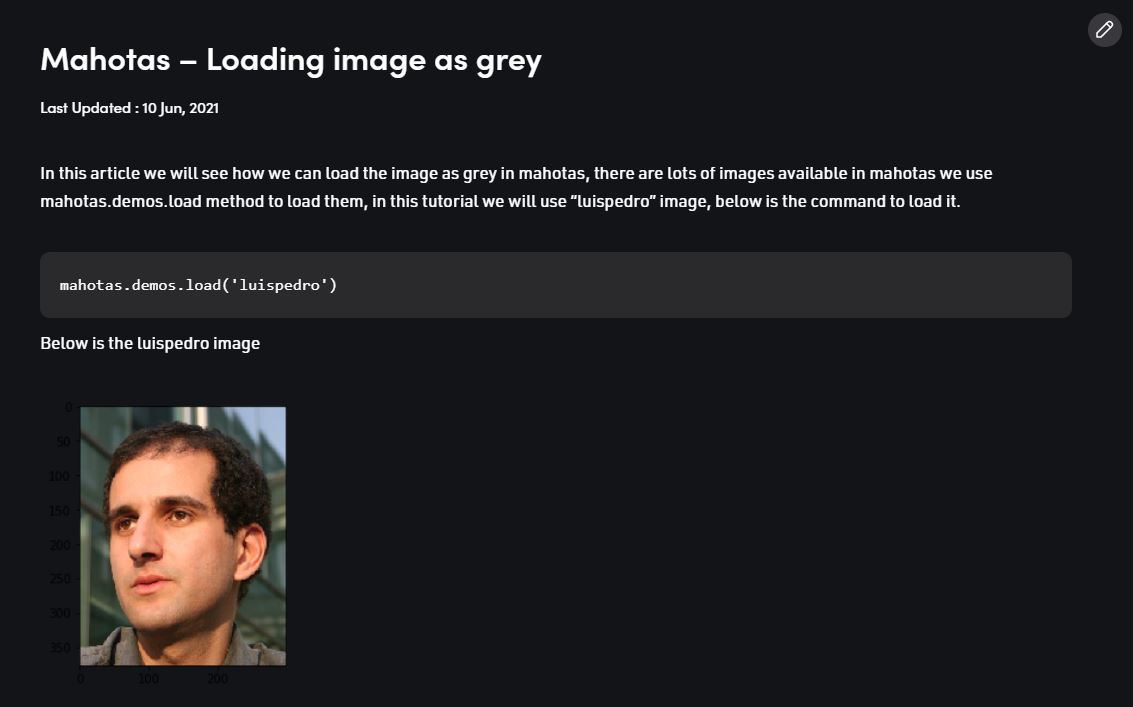 Mahotas – Loading image as grey
Last Updated : 10 Jun, 2021
In this article we will see how we can load the image as grey in mahotas, there are lots of images available in mahotas we use
mahotas.demos.load method to load them, in this tutorial we will use “luispedro” image, below is the command to load it.
mahotas.demos.load('luispedro')
Below is the luispedro image
0
50
100
150
200
250
300
350
0 100 200